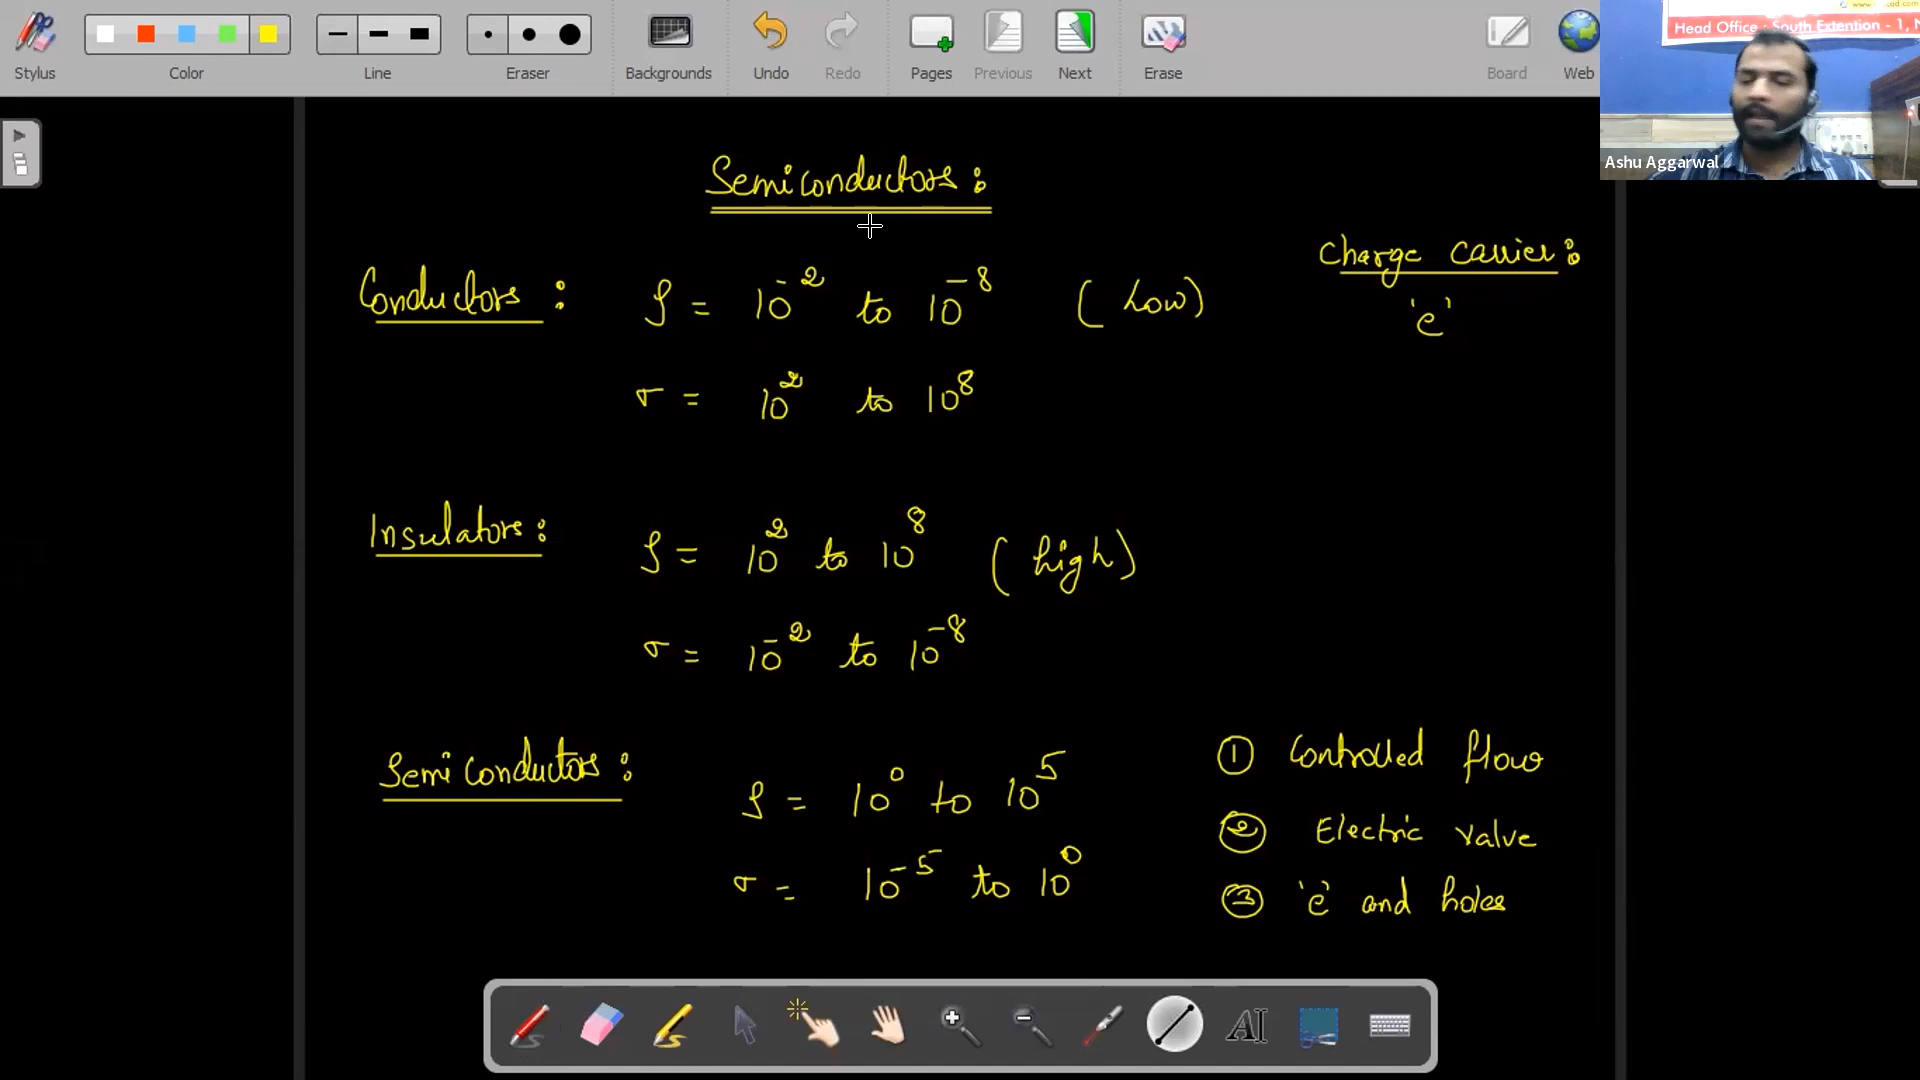 Stylus Color Line Eraser Backgrounds Undo Redo Pages Previous Next Erase Board Web
Head Office : South Extention - 1, N
Ashu Aggarwal
Semiconductors:
Charge carrier:
'e'
Conductors: ρ = 10⁻² to 10⁻⁸ (Low)
σ = 10² to 10⁸
Insulators: ρ = 10² to 10⁸ (high)
σ = 10⁻² to 10⁻⁸
Semiconductors: ρ = 10⁰ to 10⁵
σ = 10⁻⁵ to 10⁰
① Controlled flow
② Electric valve
③ 'e' and holes
AI